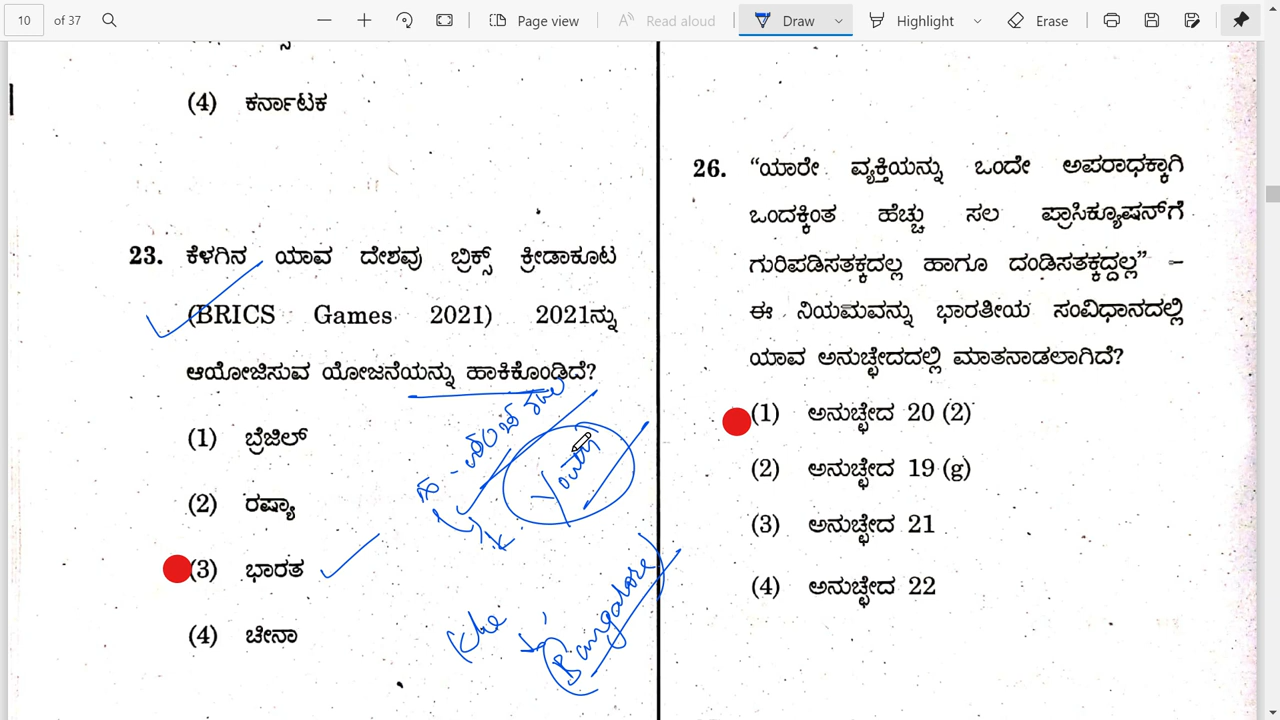 10 of 37 Page view Read aloud Draw Highlight Erase
(4) ಕರ್ನಾಟಕ
23. ಕೆಳಗಿನ ಯಾವ ದೇಶವು ಬ್ರಿಕ್ಸ್ ಕ್ರೀಡಾಕೂಟ
(BRICS Games 2021) 2021ನ್ನು
ಆಯೋಜಿಸುವ ಯೋಜನೆಯನ್ನು ಹಾಕಿಕೊಂಡಿದೆ?
(1) ಬ್ರೆಜಿಲ್
(2) ರಷ್ಯಾ
(3) ಭಾರತ
(4) ಚೀನಾ
Youth
Khe
(Bangalore)
26. “ಯಾರೇ ವ್ಯಕ್ತಿಯನ್ನು ಒಂದೇ ಅಪರಾಧಕ್ಕಾಗಿ
ಒಂದಕ್ಕಿಂತ ಹೆಚ್ಚು ಸಲ ಪ್ರಾಸಿಕ್ಯೂಷನ್‌ಗೆ
ಗುರಿಪಡಿಸತಕ್ಕದಲ್ಲ ಹಾಗೂ ದಂಡಿಸತಕ್ಕದ್ದಲ್ಲ” –
ಈ ನಿಯಮವನ್ನು ಭಾರತೀಯ ಸಂವಿಧಾನದಲ್ಲಿ
ಯಾವ ಅನುಚ್ಛೇದದಲ್ಲಿ ಮಾತನಾಡಲಾಗಿದೆ?
(1) ಅನುಚ್ಛೇದ 20 (2)
(2) ಅನುಚ್ಛೇದ 19 (g)
(3) ಅನುಚ್ಛೇದ 21
(4) ಅನುಚ್ಛೇದ 22